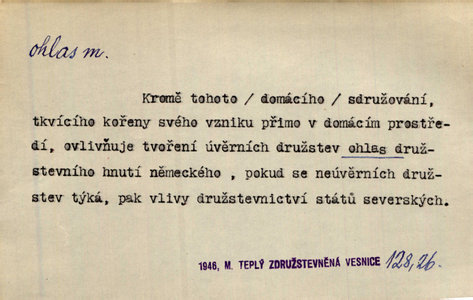 ohlas m.
Kromě tohoto / domácího / sdružování,
tkvícího kořeny svého vzniku přímo v domácím prostře-
dí, ovlivňuje tvoření úvěrních družstev ohlas druž-
stevního hnutí německého , pokud se neúvěrních druž-
stev týká, pak vlivy družstevnictví států severských.
1946, M. TEPLÝ ZDRUŽSTEVNĚNÁ VESNICE 128,26.